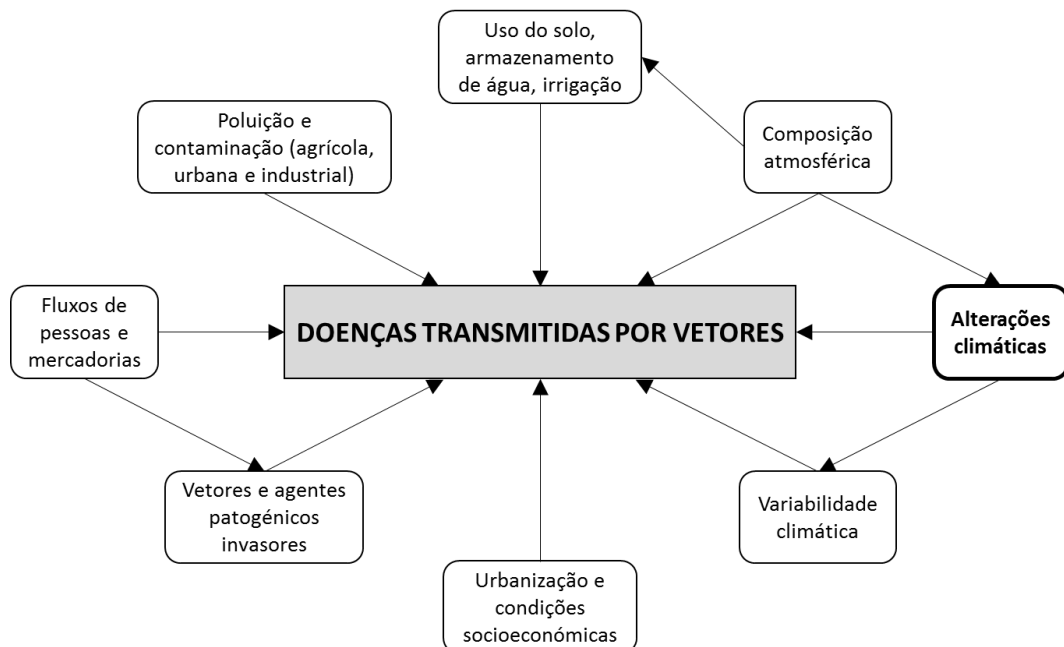 Uso do solo,
armazenamento
de água, irrigação
Poluição e
contaminação (agrícola,
urbana e industrial)
Composição
atmosférica
Fluxos de
pessoas e
mercadorias
DOENÇAS TRANSMITIDAS POR VETORES
Alterações
climáticas
Vetores e agentes
patogénicos
invasores
Variabilidade
climática
Urbanização e
condições
socioeconómicas